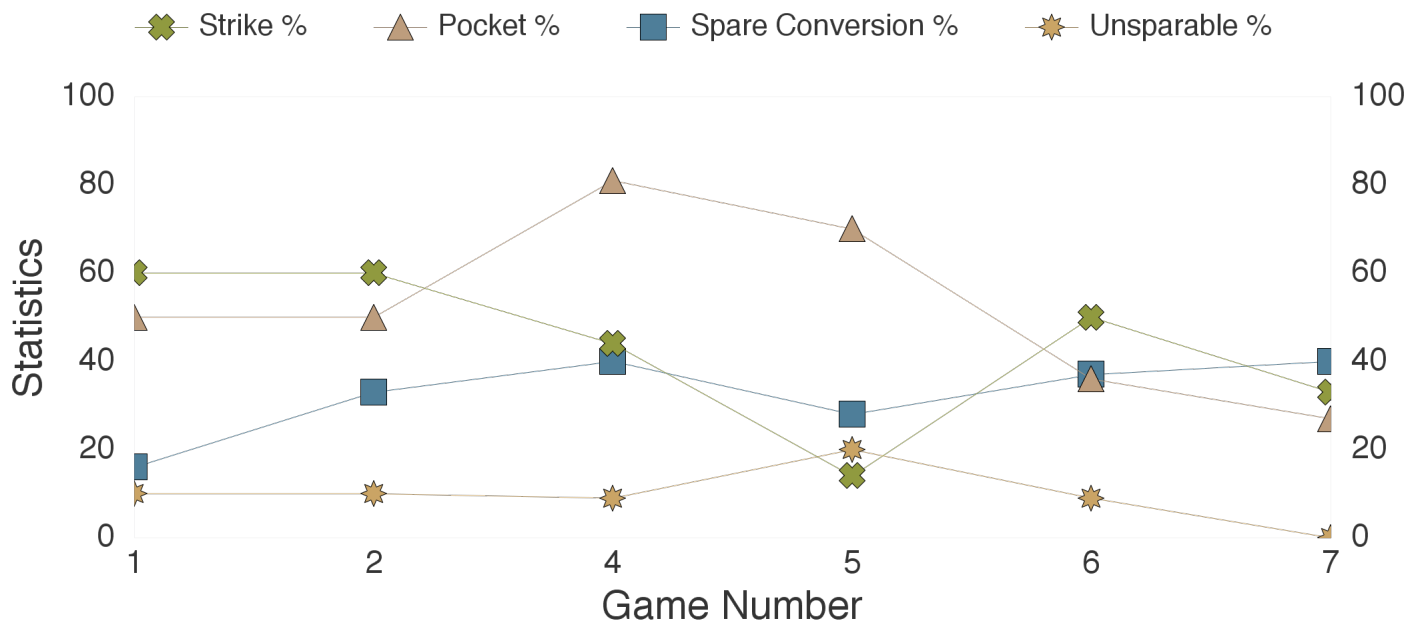 Strike % Pocket % Spare Conversion % Unsparable %
100 100
80 80
60 60
40 40
20 20
0 0
Statistics
1 2 4 5 6 7
Game Number